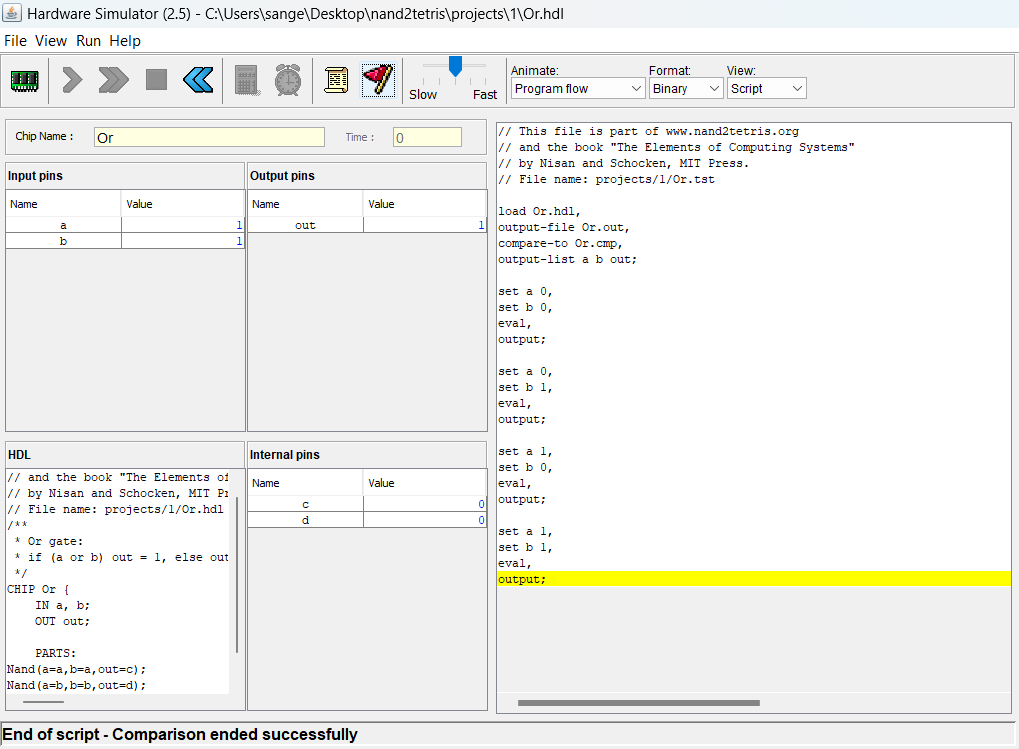 Hardware Simulator (2.5) - C:\Users\sange\Desktop\nand2tetris\projects\1\Or.hdl
File View Run Help
Slow Fast
Animate: Format: View:
Program flow Binary Script
Chip Name : Or Time : 0
Input pins
Name Value
a 1
b 1
Output pins
Name Value
out 1
HDL
// and the book "The Elements of
// by Nisan and Schocken, MIT Pr
// File name: projects/1/Or.hdl
/**
* Or gate:
* if (a or b) out = 1, else out
*/
CHIP Or {
IN a, b;
OUT out;
PARTS:
Nand(a=a,b=a,out=c);
Nand(a=b,b=b,out=d);
Internal pins
Name Value
c 0
d 0
// This file is part of www.nand2tetris.org
// and the book "The Elements of Computing Systems"
// by Nisan and Schocken, MIT Press.
// File name: projects/1/Or.tst
load Or.hdl,
output-file Or.out,
compare-to Or.cmp,
output-list a b out;
set a 0,
set b 0,
eval,
output;
set a 0,
set b 1,
eval,
output;
set a 1,
set b 0,
eval,
output;
set a 1,
set b 1,
eval,
output;
End of script - Comparison ended successfully